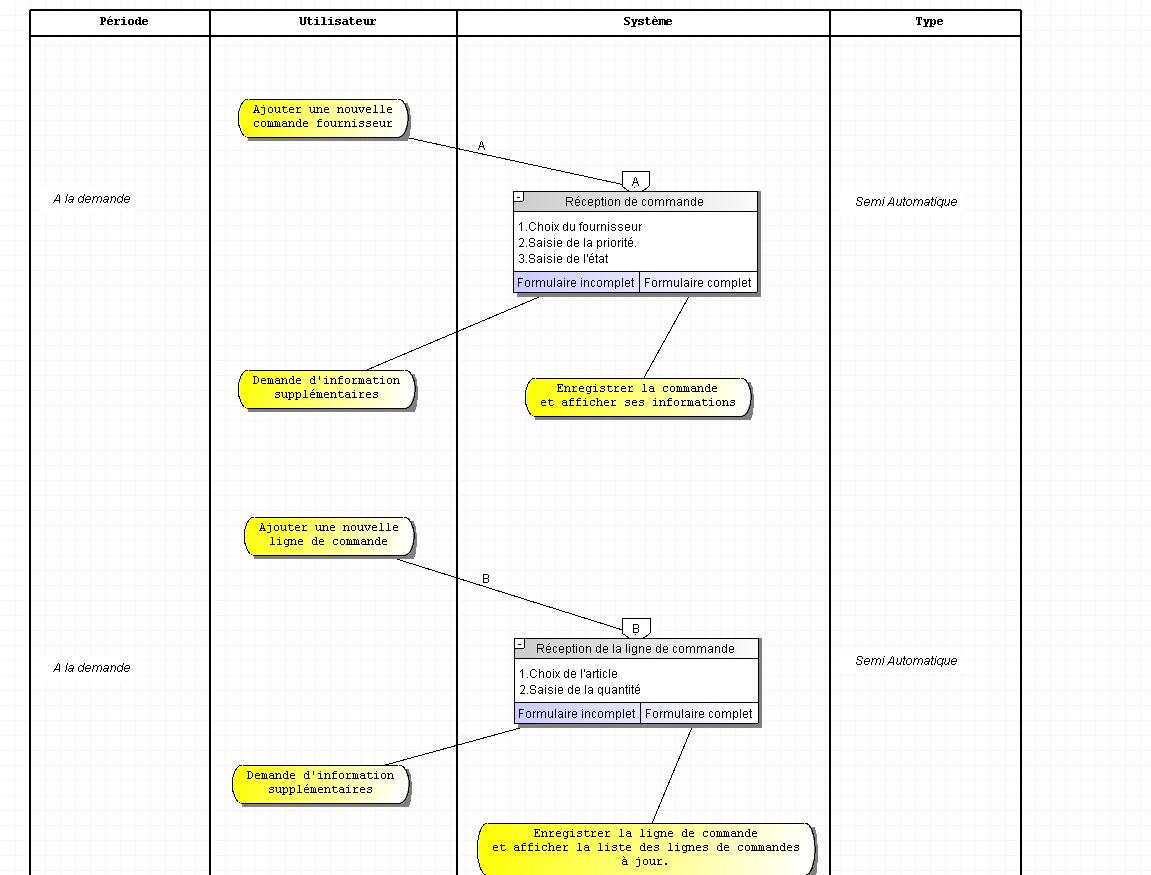 Période Utilisateur Système Type
Ajouter une nouvelle
commande fournisseur
A
A
A la demande
Semi Automatique
-
Réception de commande
1.Choix du fournisseur
2.Saisie de la priorité.
3.Saisie de l'état
Formulaire incomplet Formulaire complet
Demande d'information
supplémentaires
Enregistrer la commande
et afficher ses informations
Ajouter une nouvelle
ligne de commande
B
B
-
Réception de la ligne de commande
A la demande
Semi Automatique
1.Choix de l'article
2.Saisie de la quantité
Formulaire incomplet Formulaire complet
Demande d'information
supplémentaires
Enregistrer la ligne de commande
et afficher la liste des lignes de commandes
à jour.